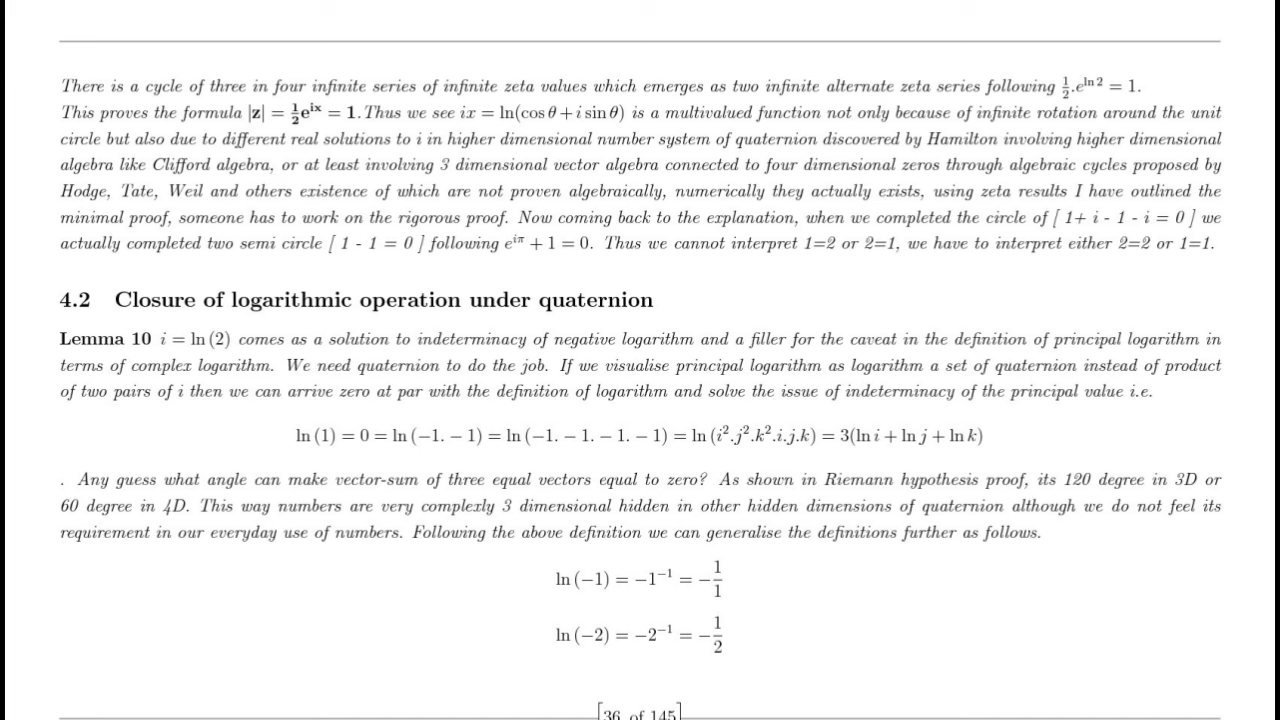 There is a cycle of three in four infinite series of infinite zeta values which emerges as two infinite alternate zeta series following 1/2.e^{ln 2} = 1.
This proves the formula |z| = 1/2e^{ix} = 1. Thus we see ix = ln(cos θ + i sin θ) is a multivalued function not only because of infinite rotation around the unit
circle but also due to different real solutions to i in higher dimensional number system of quaternion discovered by Hamilton involving higher dimensional
algebra like Clifford algebra, or at least involving 3 dimensional vector algebra connected to four dimensional zeros through algebraic cycles proposed by
Hodge, Tate, Weil and others existence of which are not proven algebraically, numerically they actually exists, using zeta results I have outlined the
minimal proof, someone has to work on the rigorous proof. Now coming back to the explanation, when we completed the circle of [ 1+ i - 1 - i = 0 ] we
actually completed two semi circle [ 1 - 1 = 0 ] following e^{iπ} + 1 = 0. Thus we cannot interpret 1=2 or 2=1, we have to interpret either 2=2 or 1=1.
4.2 Closure of logarithmic operation under quaternion
Lemma 10 i = ln (2) comes as a solution to indeterminacy of negative logarithm and a filler for the caveat in the definition of principal logarithm in
terms of complex logarithm. We need quaternion to do the job. If we visualise principal logarithm as logarithm a set of quaternion instead of product
of two pairs of i then we can arrive zero at par with the definition of logarithm and solve the issue of indeterminacy of the principal value i.e.
ln (1) = 0 = ln (−1. − 1) = ln (−1. − 1. − 1. − 1) = ln (i².j².k².i.j.k) = 3(ln i + ln j + ln k)
. Any guess what angle can make vector-sum of three equal vectors equal to zero? As shown in Riemann hypothesis proof, its 120 degree in 3D or
60 degree in 4D. This way numbers are very complexly 3 dimensional hidden in other hidden dimensions of quaternion although we do not feel its
requirement in our everyday use of numbers. Following the above definition we can generalise the definitions further as follows.
ln (−1) = −1⁻¹ = −1/1
ln (−2) = −2⁻¹ = −1/2
[36 of 145]